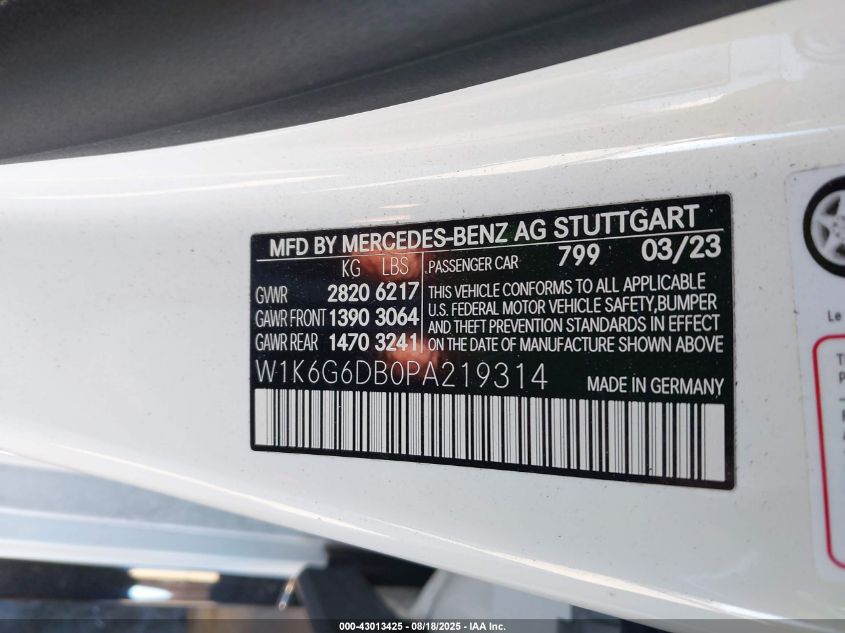 MFD BY MERCEDES-BENZ AG STUTTGART
KG LBS .PASSENGER CAR 799 03/23
GVWR 2820 6217
GAWR FRONT 1390 3064
GAWR REAR 1470 3241
THIS VEHICLE CONFORMS TO ALL APPLICABLE
U.S. FEDERAL MOTOR VEHICLE SAFETY,BUMPER
AND THEFT PREVENTION STANDARDS IN EFFECT
ON THE DATE OF MANUFACTURE SHOWN ABOVE
W1K6G6DB0PA219314 MADE IN GERMANY
Le
000-43013425 - 08/18/2025 - IAA Inc.